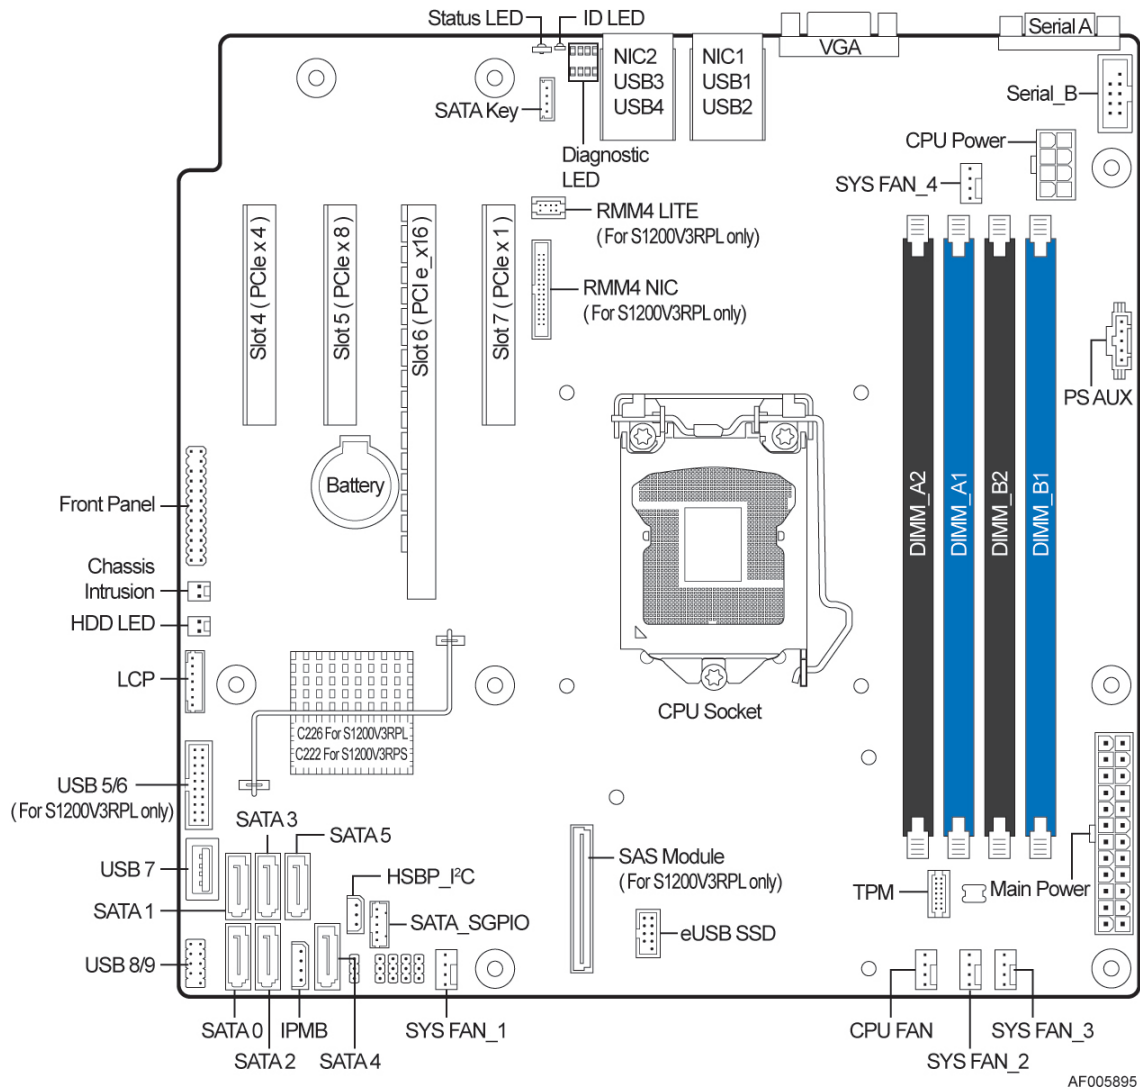 Status LED
ID LED
VGA
Serial A
NIC2
USB3
USB4
NIC1
USB1
USB2
Serial_B
SATA Key
Diagnostic
LED
CPU Power
SYS FAN_4
RMM4 LITE
( For S1200V3RPL only)
RMM4 NIC
( For S1200V3RPL only)
Slot 4 ( PCIe x 4 )
Slot 5 ( PCIe x 8 )
Slot 6 ( PCI e_x16 )
Slot 7 ( PCIe x 1 )
PS AUX
Battery
Front Panel
DIMM_A2
DIMM_A1
DIMM_B2
DIMM_B1
Chassis
Intrusion
HDD LED
LCP
CPU Socket
C226 For S1200V3RPL
C222 For S1200V3RPS
USB 5/6
( For S1200V3RPL only)
SATA 3
SATA 5
USB 7
HSBP_I²C
SAS Module
( For S1200V3RPL only)
TPM
Main Power
SATA 1
SATA_SGPIO
eUSB SSD
USB 8/9
SATA 0
IPMB
SYS FAN_1
CPU FAN
SYS FAN_3
SATA 2
SATA 4
SYS FAN_2
AF005895